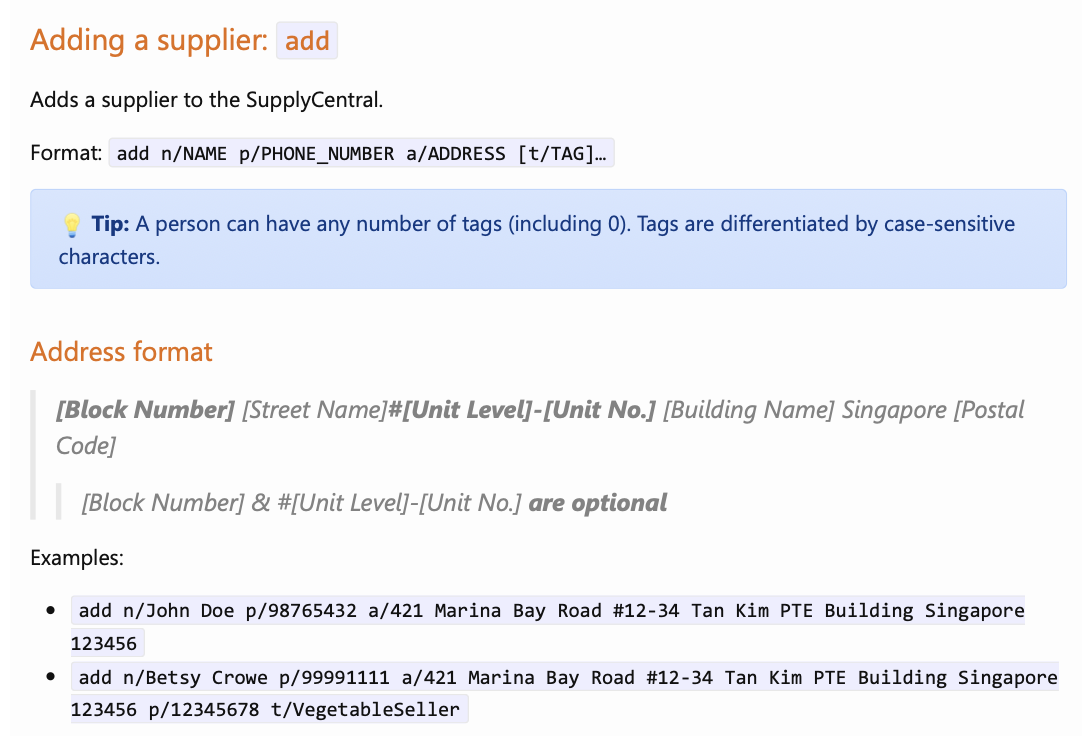 Adding a supplier: add
Adds a supplier to the SupplyCentral.
Format: add n/NAME p/PHONE_NUMBER a/ADDRESS [t/TAG]…
💡 Tip: A person can have any number of tags (including 0). Tags are differentiated by case-sensitive
characters.
Address format
[Block Number] [Street Name]#[Unit Level]-[Unit No.] [Building Name] Singapore [Postal
Code]
[Block Number] & #[Unit Level]-[Unit No.] are optional
Examples:
• add n/John Doe p/98765432 a/421 Marina Bay Road #12-34 Tan Kim PTE Building Singapore
123456
• add n/Betsy Crowe p/99991111 a/421 Marina Bay Road #12-34 Tan Kim PTE Building Singapore
123456 p/12345678 t/VegetableSeller